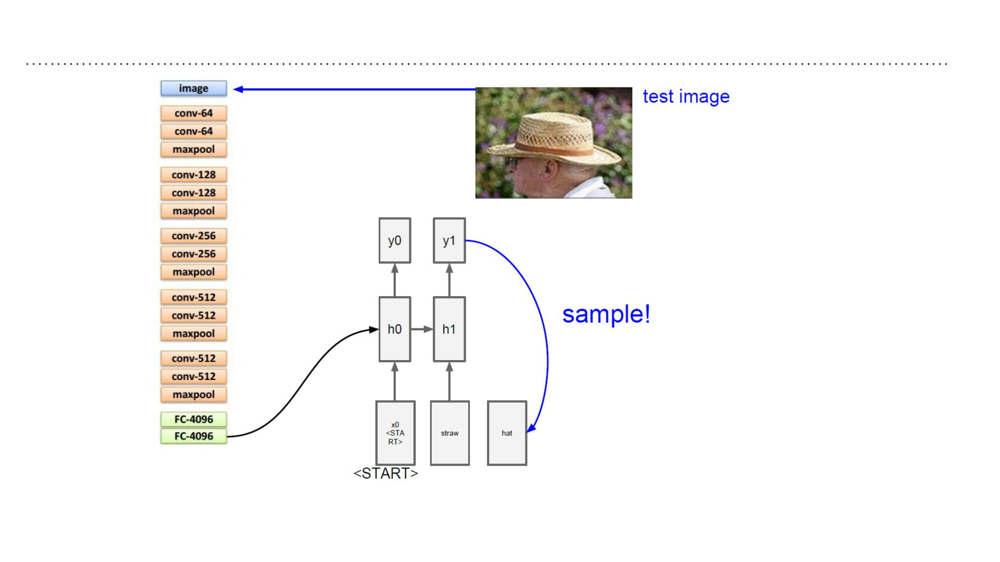 image
conv-64
conv-64
maxpool
conv-128
conv-128
maxpool
conv-256
conv-256
maxpool
conv-512
conv-512
maxpool
conv-512
conv-512
maxpool
FC-4096
FC-4096
test image
y0
y1
h0
h1
sample!
x0
<STA
RT>
straw
hat
<START>